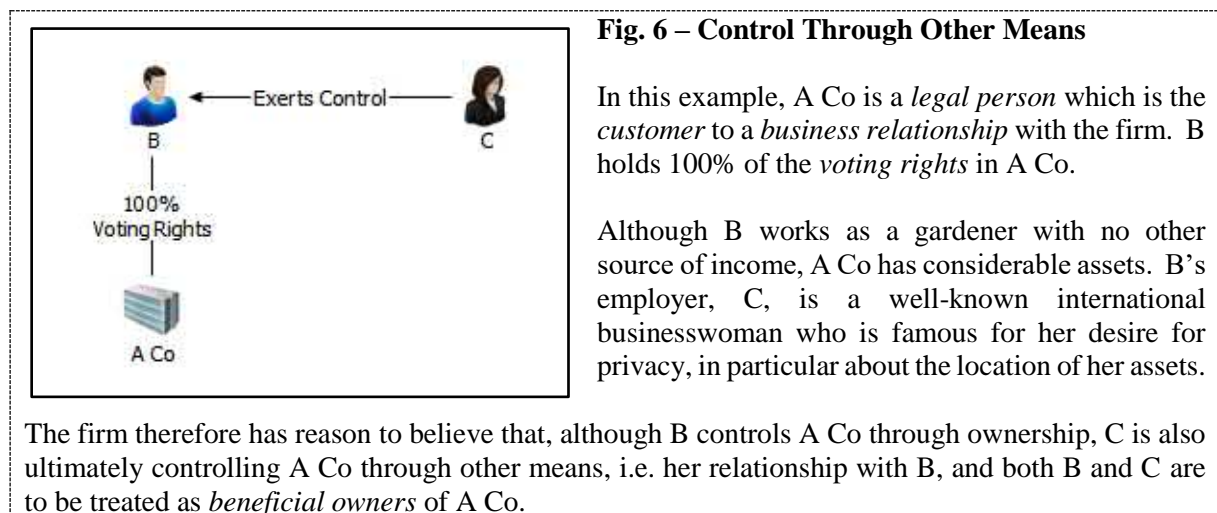 Fig. 6 – Control Through Other Means
Exerts Control
B
C
100%
Voting Rights
A Co
In this example, A Co is a legal person which is the
customer to a business relationship with the firm. B
holds 100% of the voting rights in A Co.
Although B works as a gardener with no other
source of income, A Co has considerable assets. B’s
employer, C, is a well-known international
businesswoman who is famous for her desire for
privacy, in particular about the location of her assets.
The firm therefore has reason to believe that, although B controls A Co through ownership, C is also
ultimately controlling A Co through other means, i.e. her relationship with B, and both B and C are
to be treated as beneficial owners of A Co.